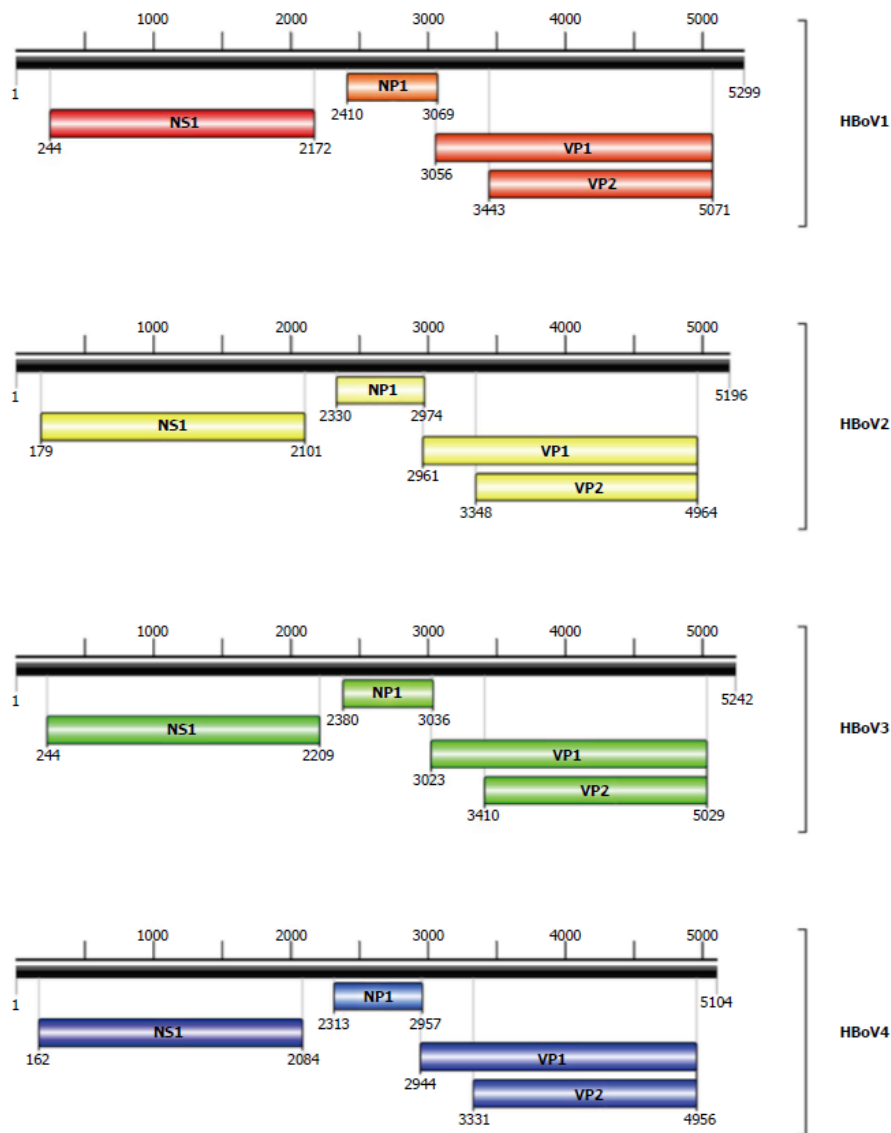 1000 2000 3000 4000 5000
NP1
1 2410 3069 5299
NS1 HBoV1
244 2172 VP1
3056 VP2
3443 5071
1000 2000 3000 4000 5000
NP1
1 2330 2974 5196
NS1 HBoV2
179 2101 VP1
2961 VP2
3348 4964
1000 2000 3000 4000 5000
NP1
1 2380 3036 5242
NS1 HBoV3
244 2209 VP1
3023 VP2
3410 5029
1000 2000 3000 4000 5000
NP1
1 2313 2957 5104
NS1 HBoV4
162 2084 VP1
2944 VP2
3331 4956